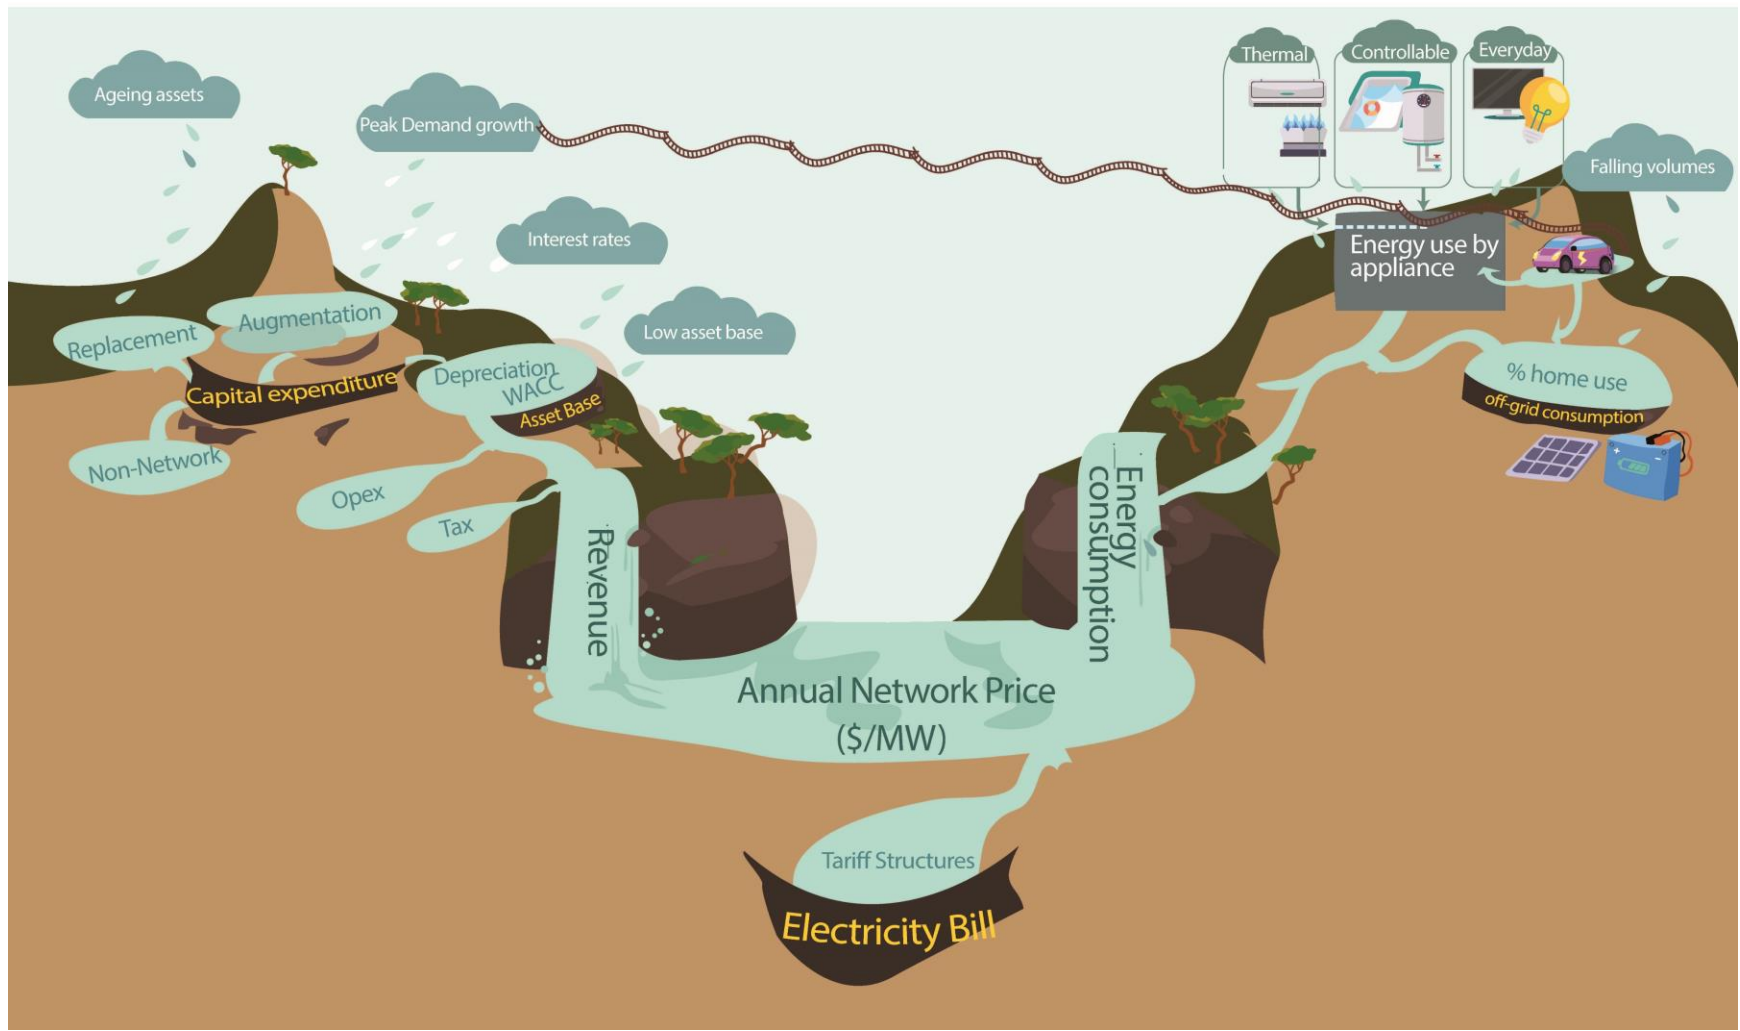 Ageing assets
Peak Demand growth
Interest rates
Low asset base
Thermal
Controllable
Everyday
Falling volumes
Energy use by
appliance
Replacement
Augmentation
Capital expenditure
Non-Network
Depreciation
WACC
Asset Base
Opex
Tax
Revenue
Energy
consumption
% home use
off-grid consumption
Annual Network Price
($/MW)
Tariff Structures
Electricity Bill